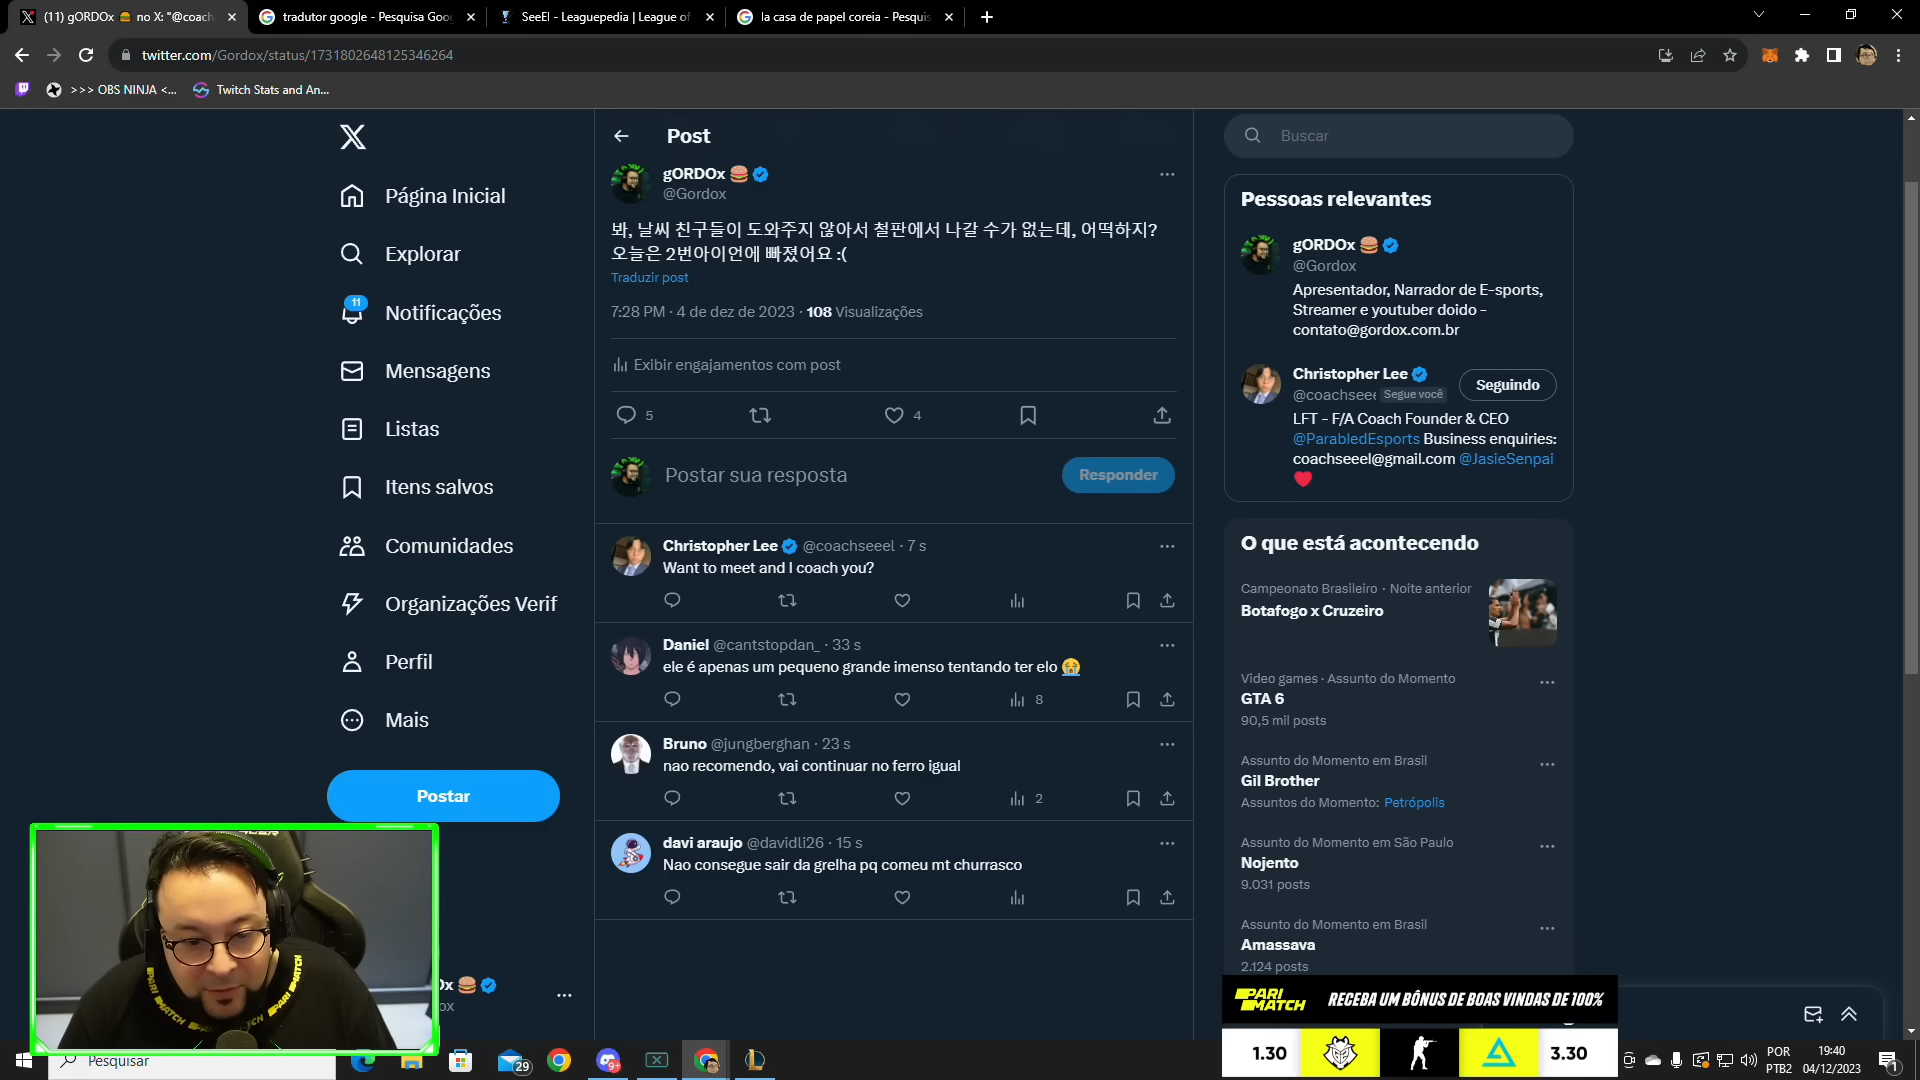 (11) gORDOx 🍔 no X: "@coach
tradutor google - Pesquisa Goo
SeeEl - Leaguepedia | League of
la casa de papel coreia - Pesquis
twitter.com/Gordox/status/1731802648125346264
>>> OBS NINJA <...
Twitch Stats and An...
Página Inicial
Explorar
11
Notificações
Mensagens
Listas
Itens salvos
Comunidades
Organizações Verif
Perfil
Mais
Postar
Post
gORDOx 🍔
@Gordox
봐, 날씨 친구들이 도와주지 않아서 철판에서 나갈 수가 없는데, 어떡하지?
오늘은 2번아이언에 빠졌어요 :(
Traduzir post
7:28 PM · 4 de dez de 2023 · 108 Visualizações
Exibir engajamentos com post
5
4
Postar sua resposta
Responder
Christopher Lee @coachseeel · 7 s
Want to meet and I coach you?
Daniel @cantstopdan_ · 33 s
ele é apenas um pequeno grande imenso tentando ter elo 😭
8
Bruno @jungberghan · 23 s
nao recomendo, vai continuar no ferro igual
2
davi araujo @davidli26 · 15 s
Nao consegue sair da grelha pq comeu mt churrasco
Buscar
Pessoas relevantes
gORDOx 🍔
@Gordox
Apresentador, Narrador de E-sports,
Streamer e youtuber doido -
contato@gordox.com.br
Christopher Lee
@coachsee Segue você
Seguindo
LFT - F/A Coach Founder & CEO
@ParabledEsports Business enquiries:
coachseeel@gmail.com @JasieSenpai
❤️
O que está acontecendo
Campeonato Brasileiro · Noite anterior
Botafogo x Cruzeiro
Video games · Assunto do Momento
GTA 6
90,5 mil posts
Assunto do Momento em Brasil
Gil Brother
Assuntos do Momento: Petrópolis
Assunto do Momento em São Paulo
Nojento
9.031 posts
Assunto do Momento em Brasil
Amassava
2.124 posts
PARI MATCH
RECEBA UM BÔNUS DE BOAS VINDAS DE 100%
1.30
3.30
PARI MATCH
PARI MATCH
Ox 🍔
ox
Pesquisar
29
9+
POR
PTB2
19:40
04/12/2023
1